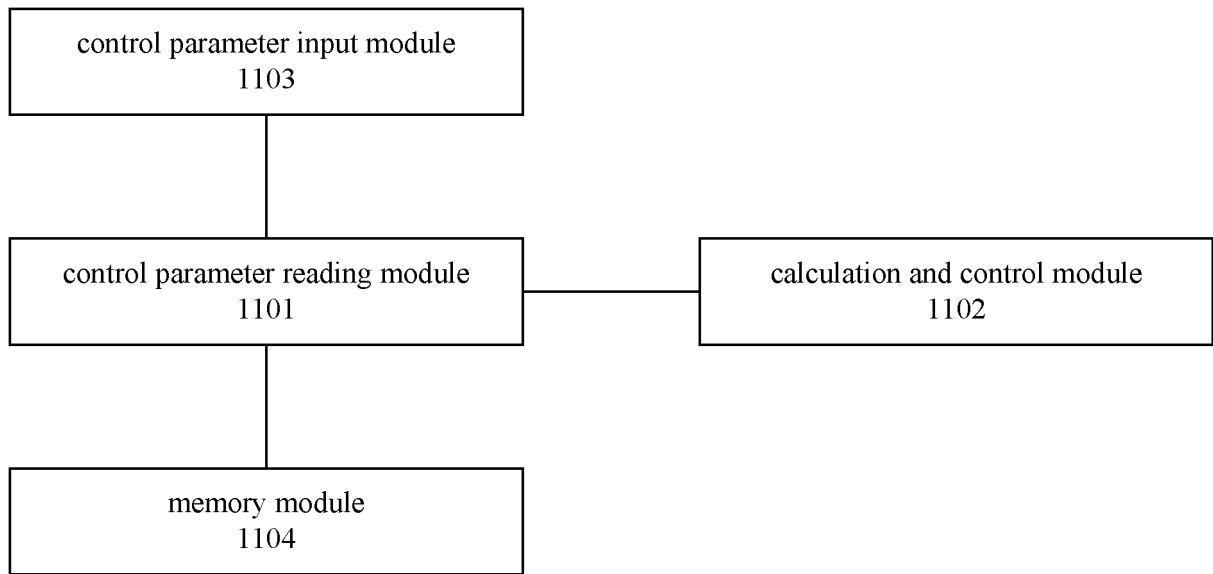 control parameter input module
1103
control parameter reading module
1101
calculation and control module
1102
memory module
1104